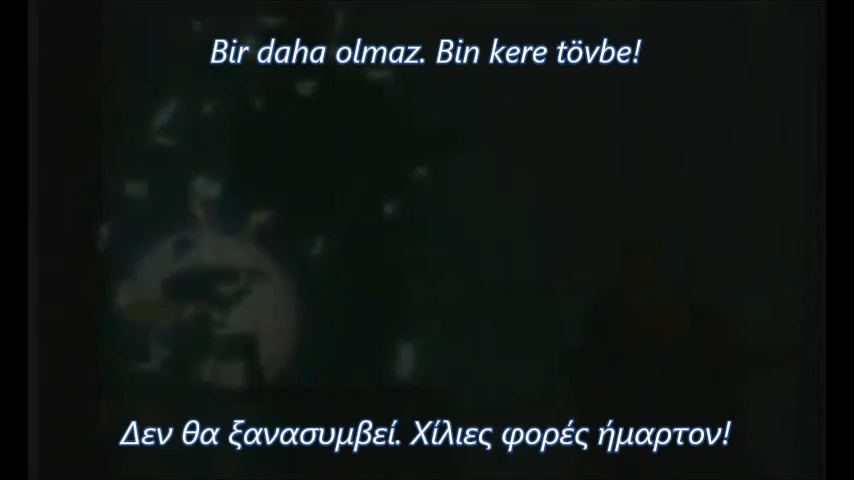 Bir daha olmaz. Bin kere tövbe!
Δεν θα ξανασυμβεί. Χίλιες φορές ήμαρτον!